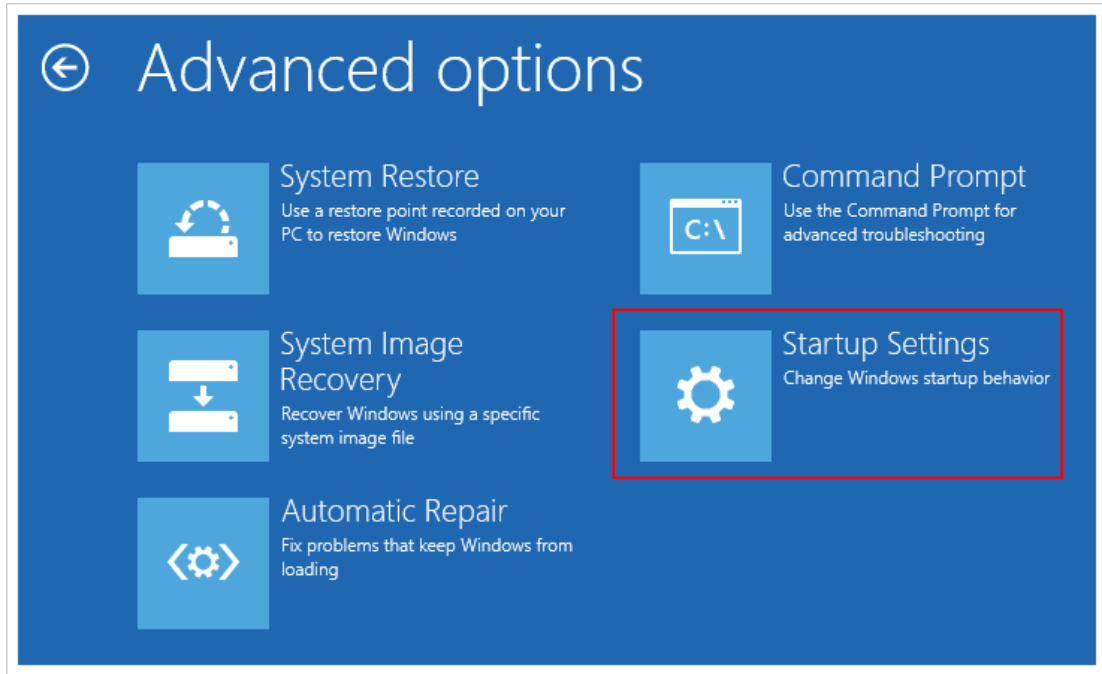 Advanced options
System Restore
Use a restore point recorded on your
PC to restore Windows
System Image
Recovery
Recover Windows using a specific
system image file
Automatic Repair
Fix problems that keep Windows from
loading
C:\
Command Prompt
Use the Command Prompt for
advanced troubleshooting
Startup Settings
Change Windows startup behavior